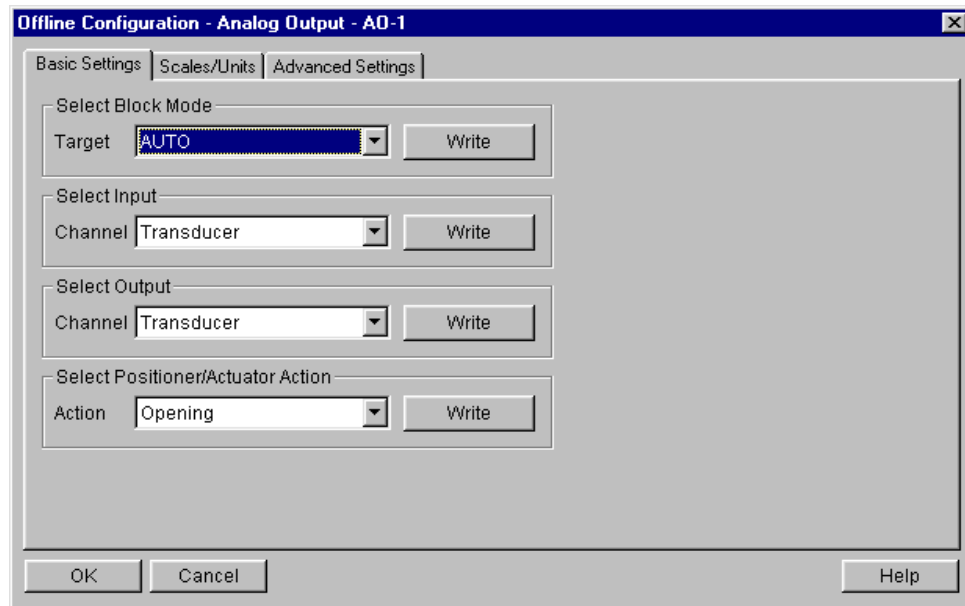 Offline Configuration - Analog Output - AO-1
Basic Settings Scales/Units Advanced Settings
Select Block Mode
Target AUTO Write
Select Input
Channel Transducer Write
Select Output
Channel Transducer Write
Select Positioner/Actuator Action
Action Opening Write
OK Cancel Help